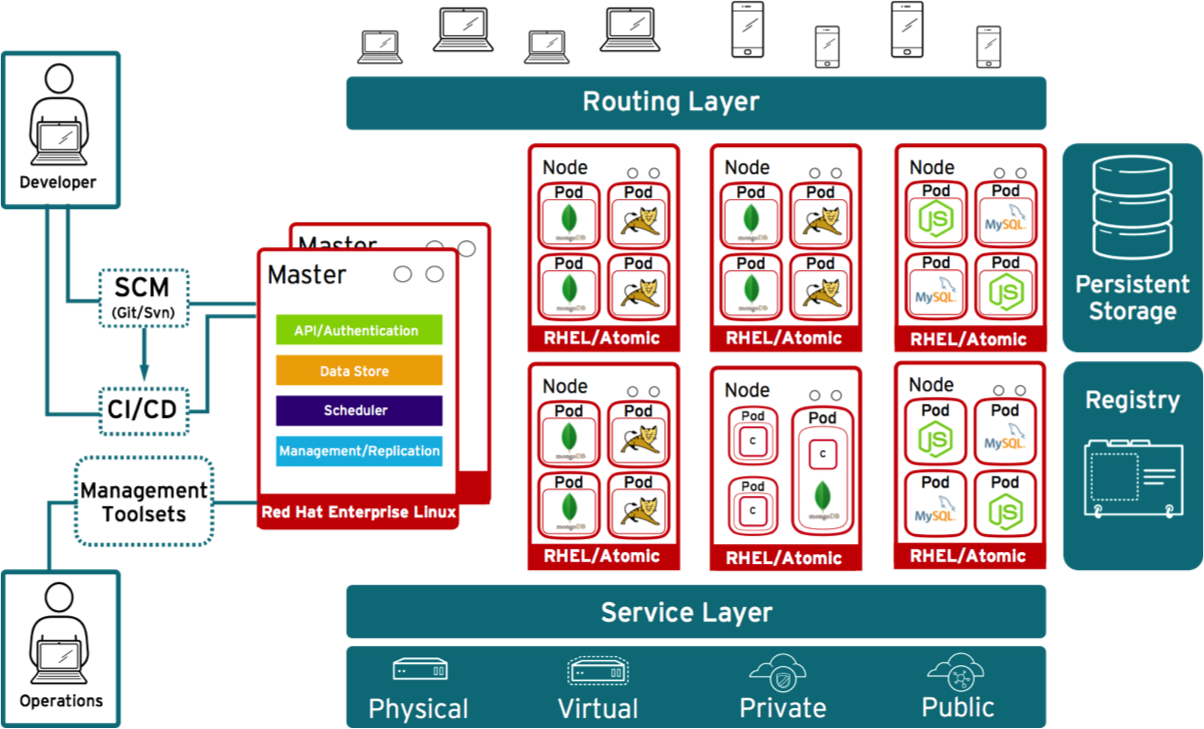 Routing Layer
Developer
SCM
(Git/Svn)
CI/CD
Management
Toolsets
Operations
Master
Master
API/Authentication
Data Store
Scheduler
Management/Replication
Red Hat Enterprise Linux
Node
Pod
mongoDB
Pod
Pod
mongoDB
Pod
RHEL/Atomic
Node
Pod
mongoDB
Pod
Pod
mongoDB
Pod
RHEL/Atomic
Node
Pod
JS
Pod
MySQL
Pod
MySQL
Pod
JS
RHEL/Atomic
Node
Pod
mongoDB
Pod
Pod
mongoDB
Pod
RHEL/Atomic
Node
Pod
C
Pod
C
Pod
C
mongoDB
RHEL/Atomic
Node
Pod
JS
Pod
MySQL
Pod
MySQL
Pod
JS
RHEL/Atomic
Persistent
Storage
Registry
Service Layer
Physical
Virtual
Private
Public